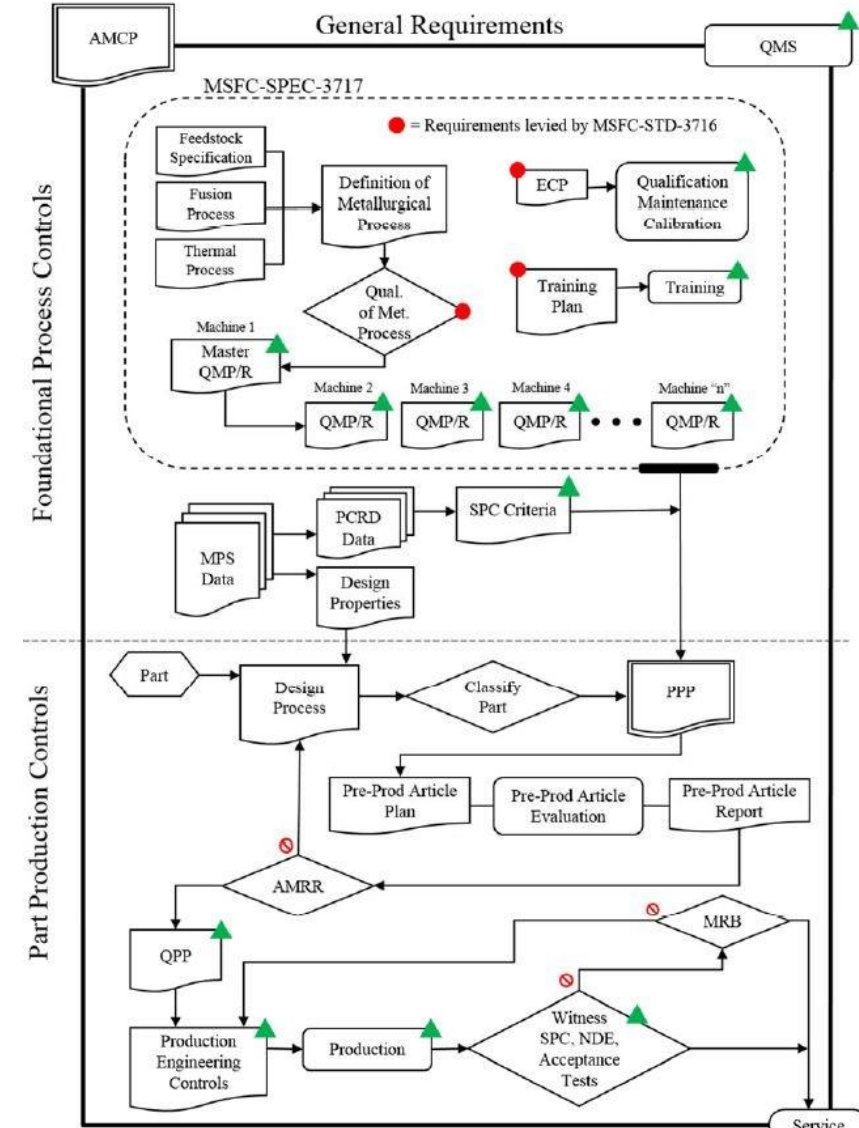 General Requirements
AMCP
QMS
MSFC-SPEC-3717
= Requirements levied by MSFC-STD-3716
Foundational Process Controls
Feedstock
Specification
Fusion
Process
Thermal
Process
Definition of
Metallurgical
Process
ECP
Qualification
Maintenance
Calibration
Training
Plan
Training
Qual.
of Met.
Process
Machine 1
Master
QMP/R
Machine 2
QMP/R
Machine 3
QMP/R
Machine 4
QMP/R
Machine "n"
QMP/R
MPS
Data
PCRD
Data
SPC Criteria
Design
Properties
Part Production Controls
Part
Design
Process
Classify
Part
PPP
Pre-Prod Article
Plan
Pre-Prod Article
Evaluation
Pre-Prod Article
Report
AMRR
MRB
QPP
Production
Engineering
Controls
Production
Witness
SPC, NDE,
Acceptance
Tests
Service